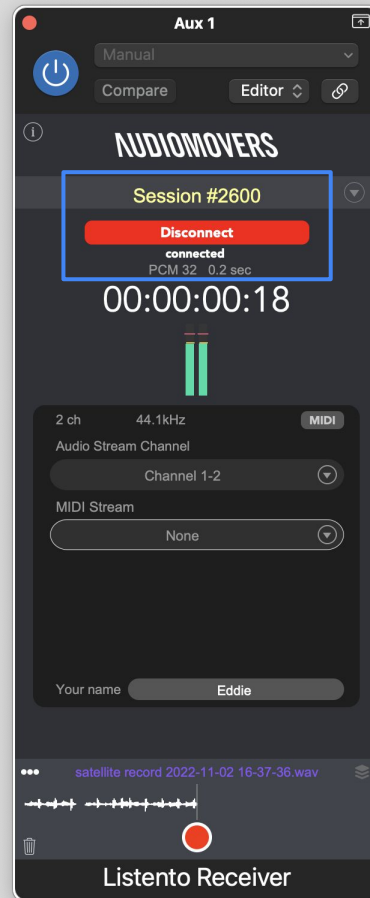 Aux 1
Manual
Compare Editor
i
AUDIOMOVERS
Session #2600
Disconnect
connected
PCM 32 0.2 sec
00:00:00:18
2 ch 44.1kHz MIDI
Audio Stream Channel
Channel 1-2
MIDI Stream
None
Your name Eddie
satellite record 2022-11-02 16-37-36.wav
Listento Receiver